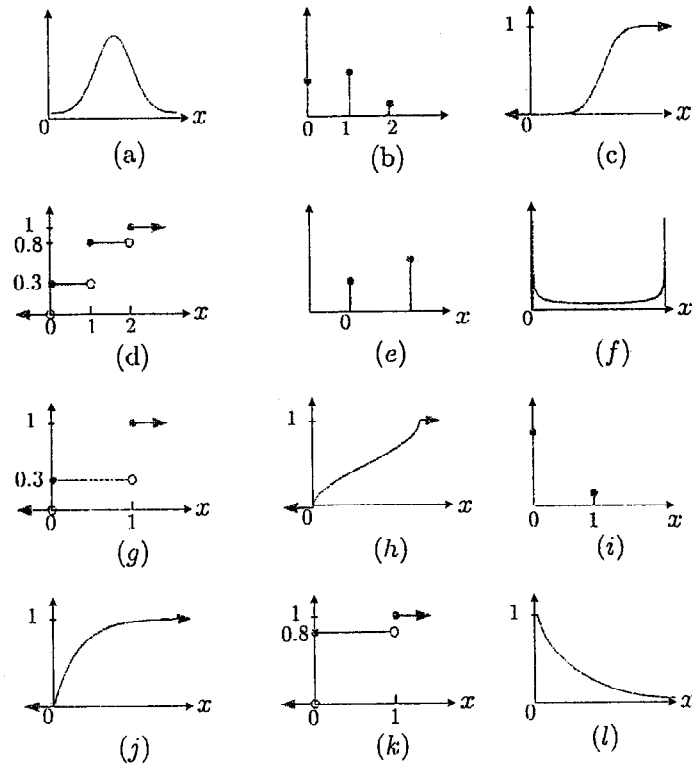 1
0 x 0 1 2 x 0 x
(a) (b) (c)
1
0.8
0.3
0 1 2 x 0 x 0 x
(d) (e) (f)
1 1
0.3
0 1 x 0 x 0 1 x
(g) (h) (i)
1 1 1
0.8
0 x 0 1 x 0 x
(j) (k) (l)